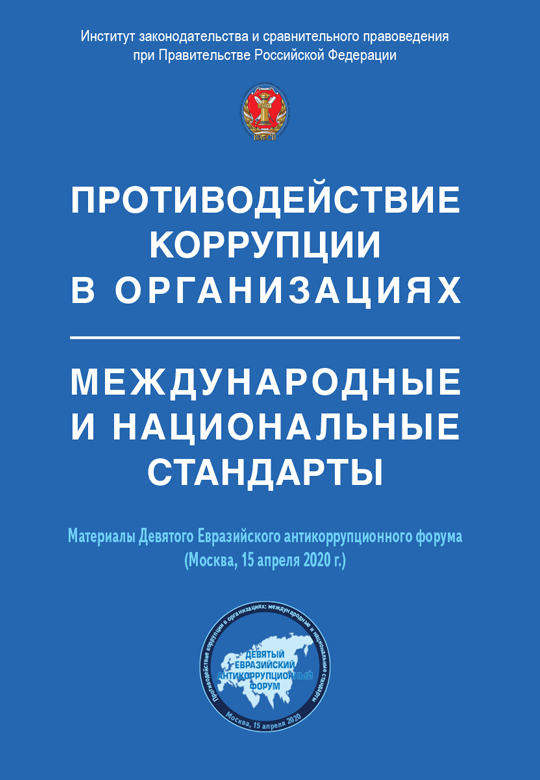 Институт законодательства и сравнительного правоведения
при Правительстве Российской Федерации
ПРОТИВОДЕЙСТВИЕ
КОРРУПЦИИ
В ОРГАНИЗАЦИЯХ
МЕЖДУНАРОДНЫЕ
И НАЦИОНАЛЬНЫЕ
СТАНДАРТЫ
Материалы Девятого Евразийского антикоррупционного форума
(Москва, 15 апреля 2020 г.)
Противодействие коррупции в организациях: международные и национальные стандарты
ДЕВЯТЫЙ
ЕВРАЗИЙСКИЙ
АНТИКОРРУПЦИОННЫЙ
ФОРУМ
Москва, 15 апреля 2020